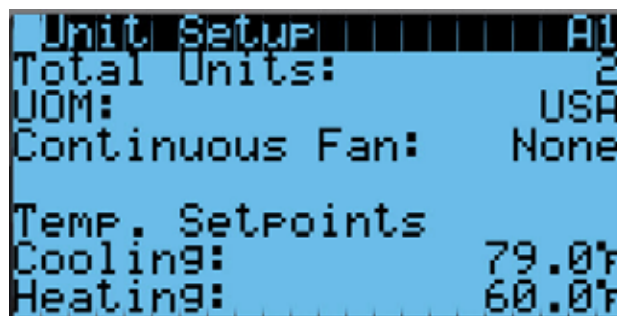 Unit Setup A1
Total Units: 2
UOM: USA
Continuous Fan: None
Temp. Setpoints
Cooling: 79.0°F
Heating: 60.0°F